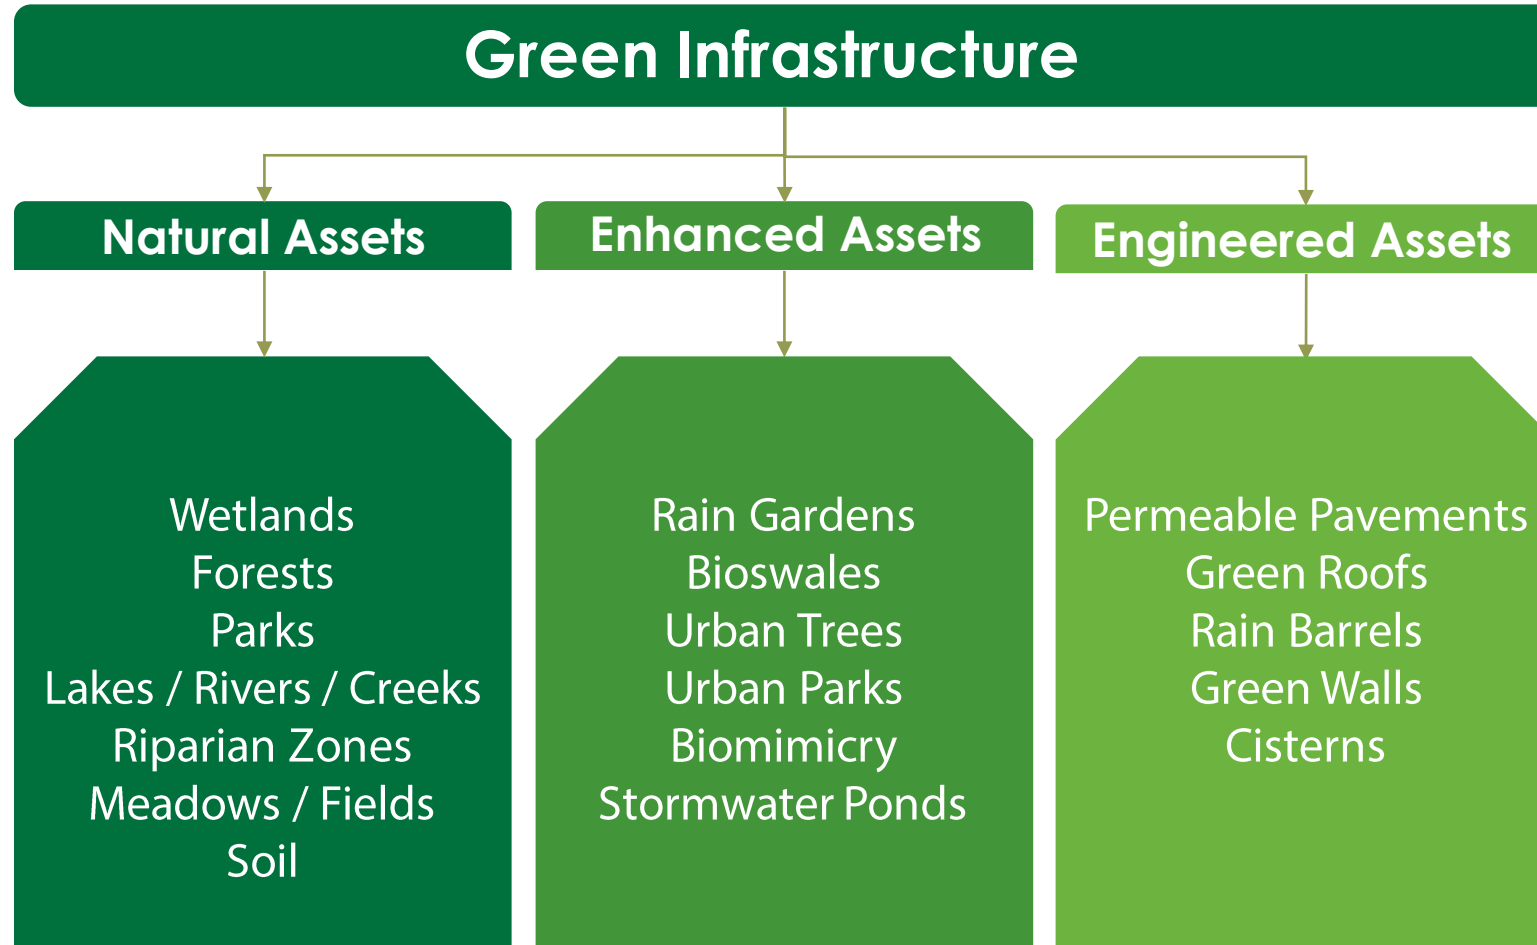 Green Infrastructure
Natural Assets
Enhanced Assets
Engineered Assets
Wetlands
Forests
Parks
Lakes / Rivers / Creeks
Riparian Zones
Meadows / Fields
Soil
Rain Gardens
Bioswales
Urban Trees
Urban Parks
Biomimicry
Stormwater Ponds
Permeable Pavements
Green Roofs
Rain Barrels
Green Walls
Cisterns